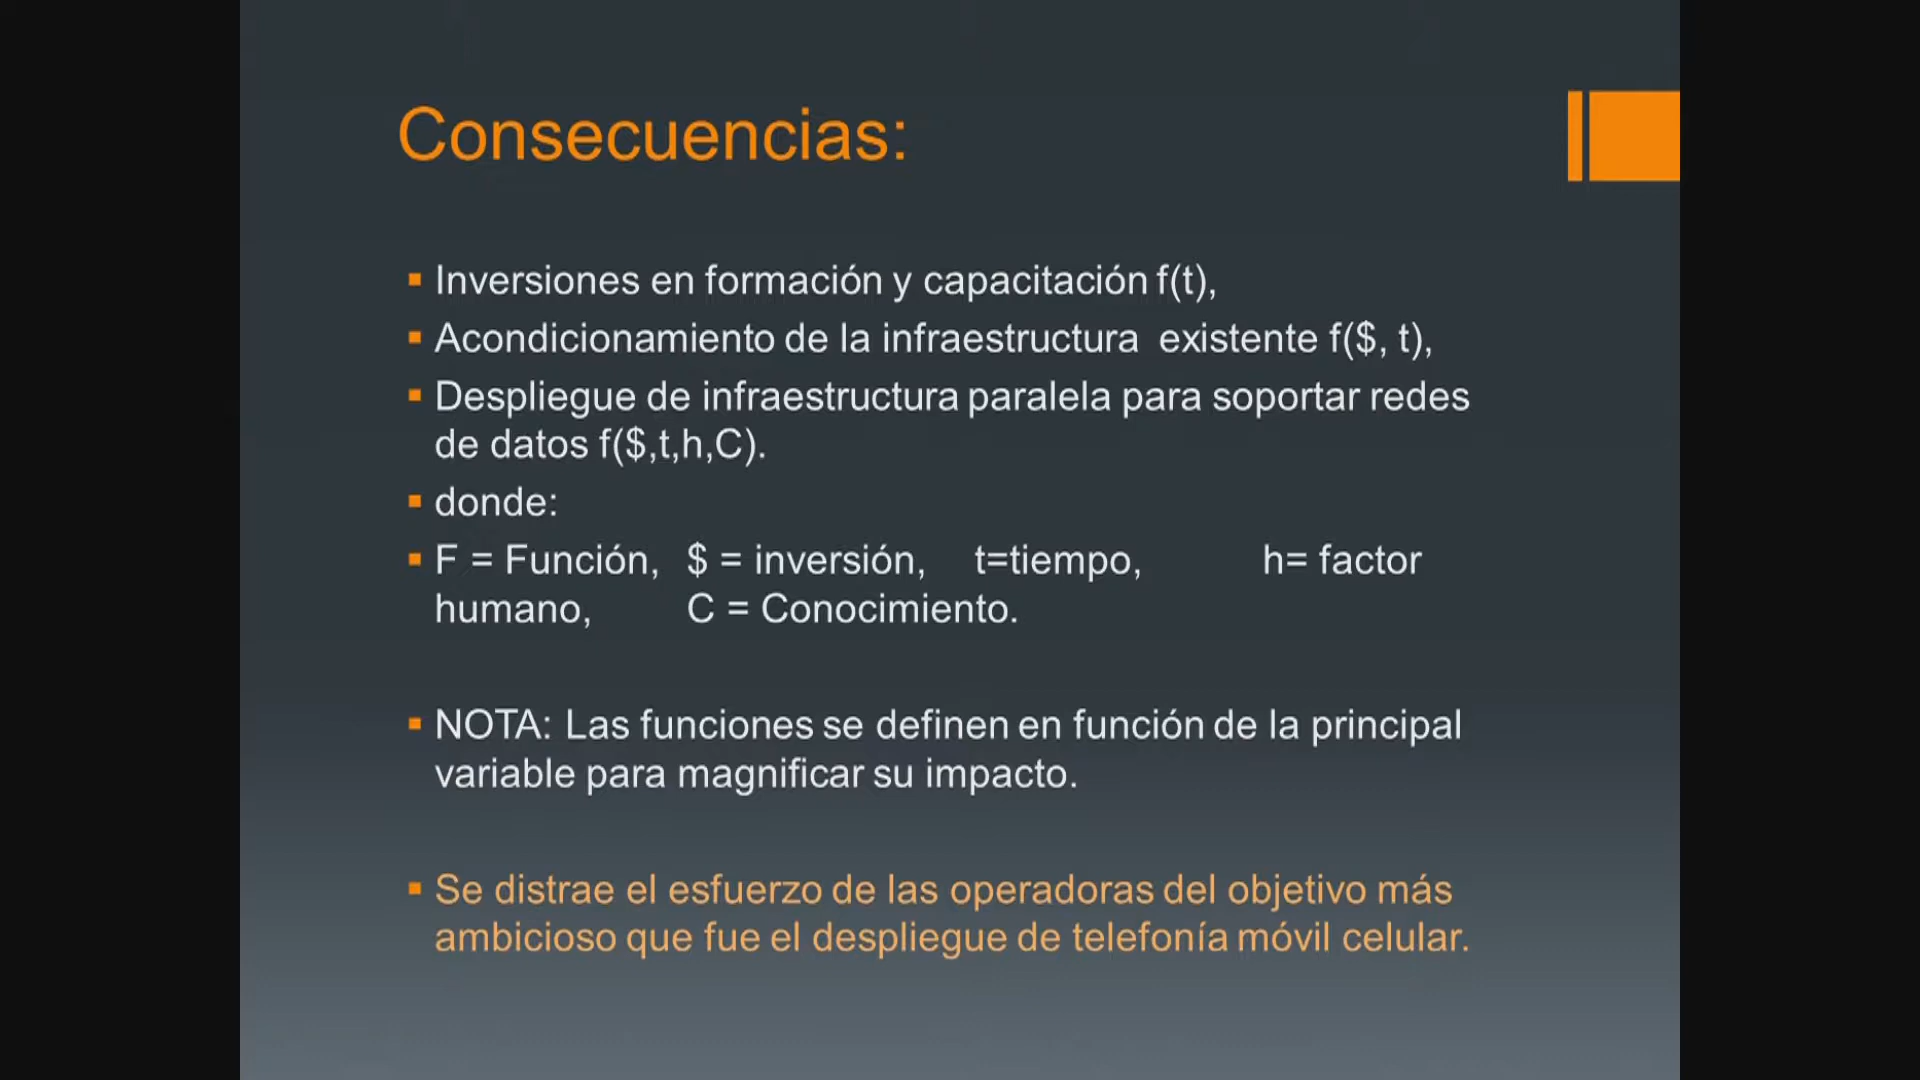 Consecuencias:
Inversiones en formación y capacitación f(t),
Acondicionamiento de la infraestructura existente f($, t),
Despliegue de infraestructura paralela para soportar redes
de datos f($,t,h,C).
donde:
F = Función, $ = inversión, t=tiempo, h= factor
humano, C = Conocimiento.
NOTA: Las funciones se definen en función de la principal
variable para magnificar su impacto.
Se distrae el esfuerzo de las operadoras del objetivo más
ambicioso que fue el despliegue de telefonía móvil celular.